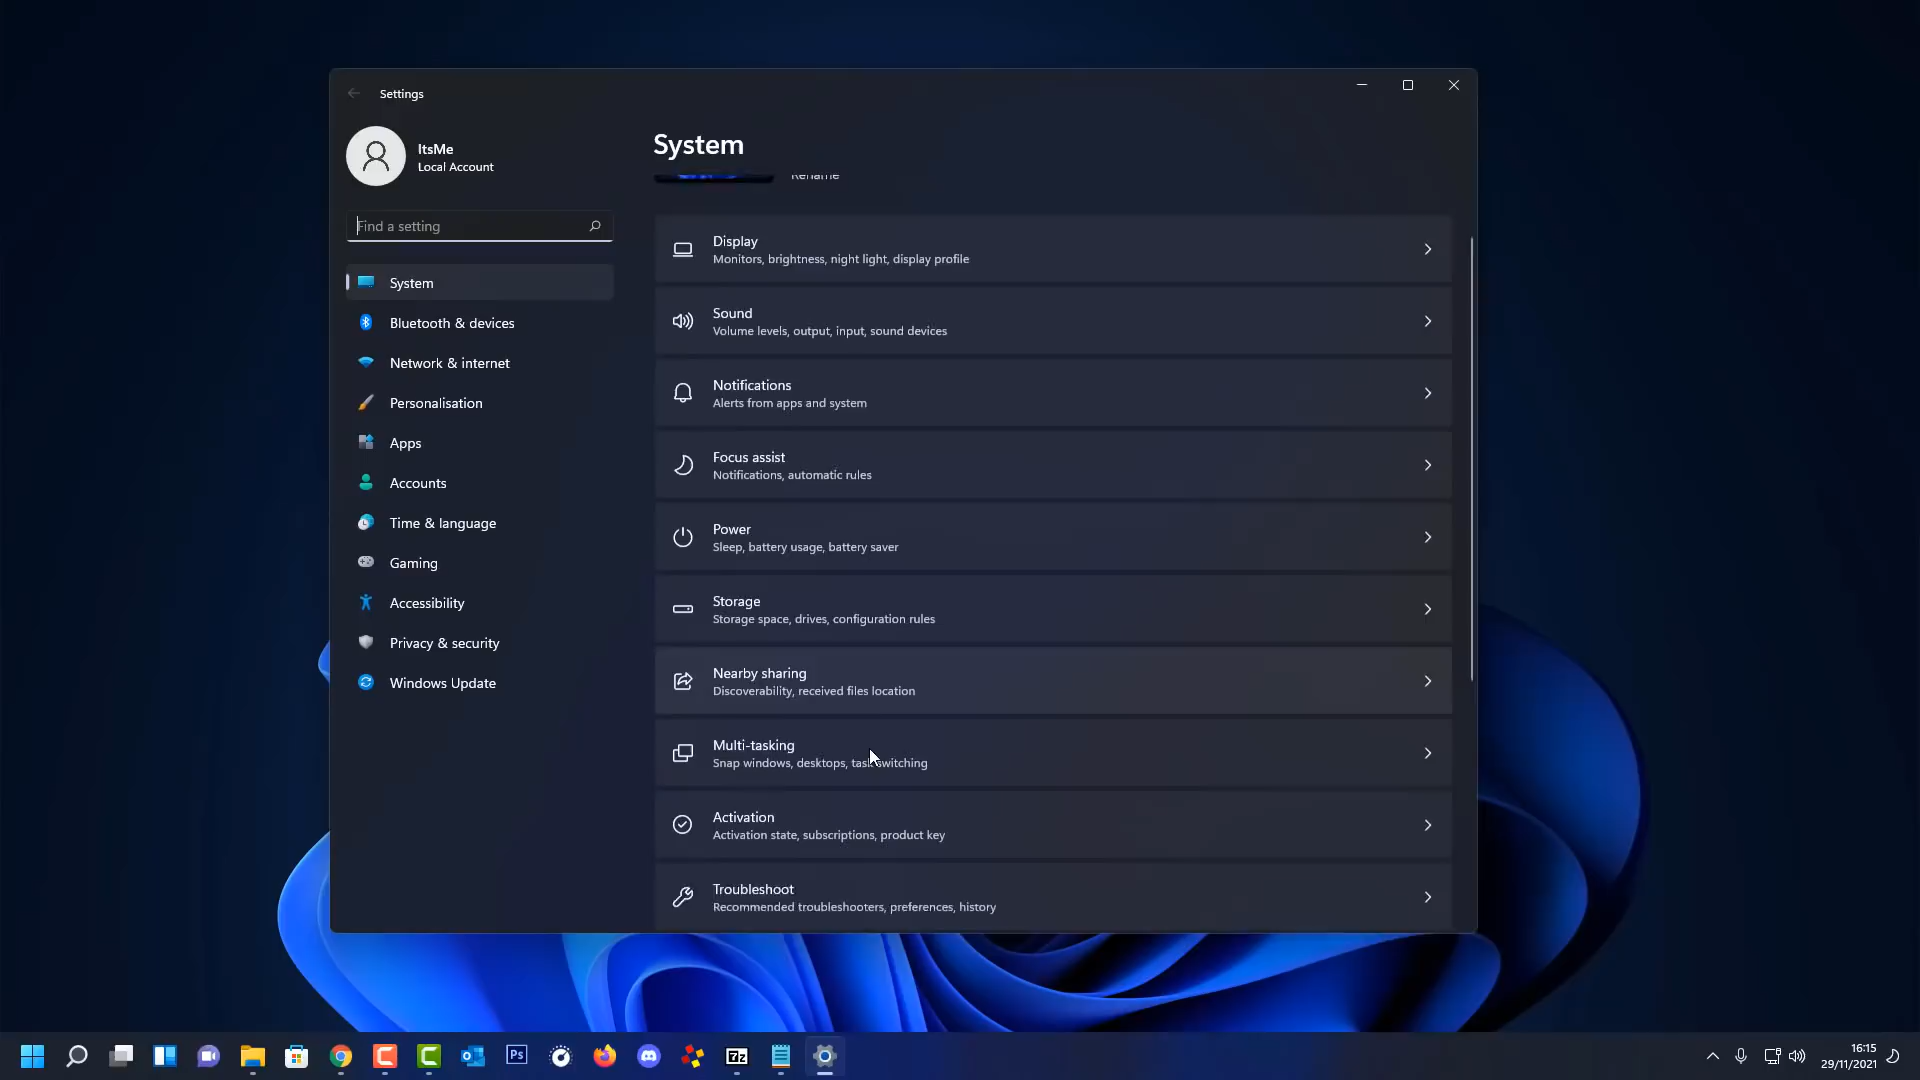 Settings
ItsMe
Local Account
Find a setting
System
Bluetooth & devices
Network & internet
Personalisation
Apps
Accounts
Time & language
Gaming
Accessibility
Privacy & security
Windows Update
System
Rename
Display
Monitors, brightness, night light, display profile
Sound
Volume levels, output, input, sound devices
Notifications
Alerts from apps and system
Focus assist
Notifications, automatic rules
Power
Sleep, battery usage, battery saver
Storage
Storage space, drives, configuration rules
Nearby sharing
Discoverability, received files location
Multi-tasking
Snap windows, desktops, task switching
Activation
Activation state, subscriptions, product key
Troubleshoot
Recommended troubleshooters, preferences, history
Ps
7z
16:15
29/11/2021